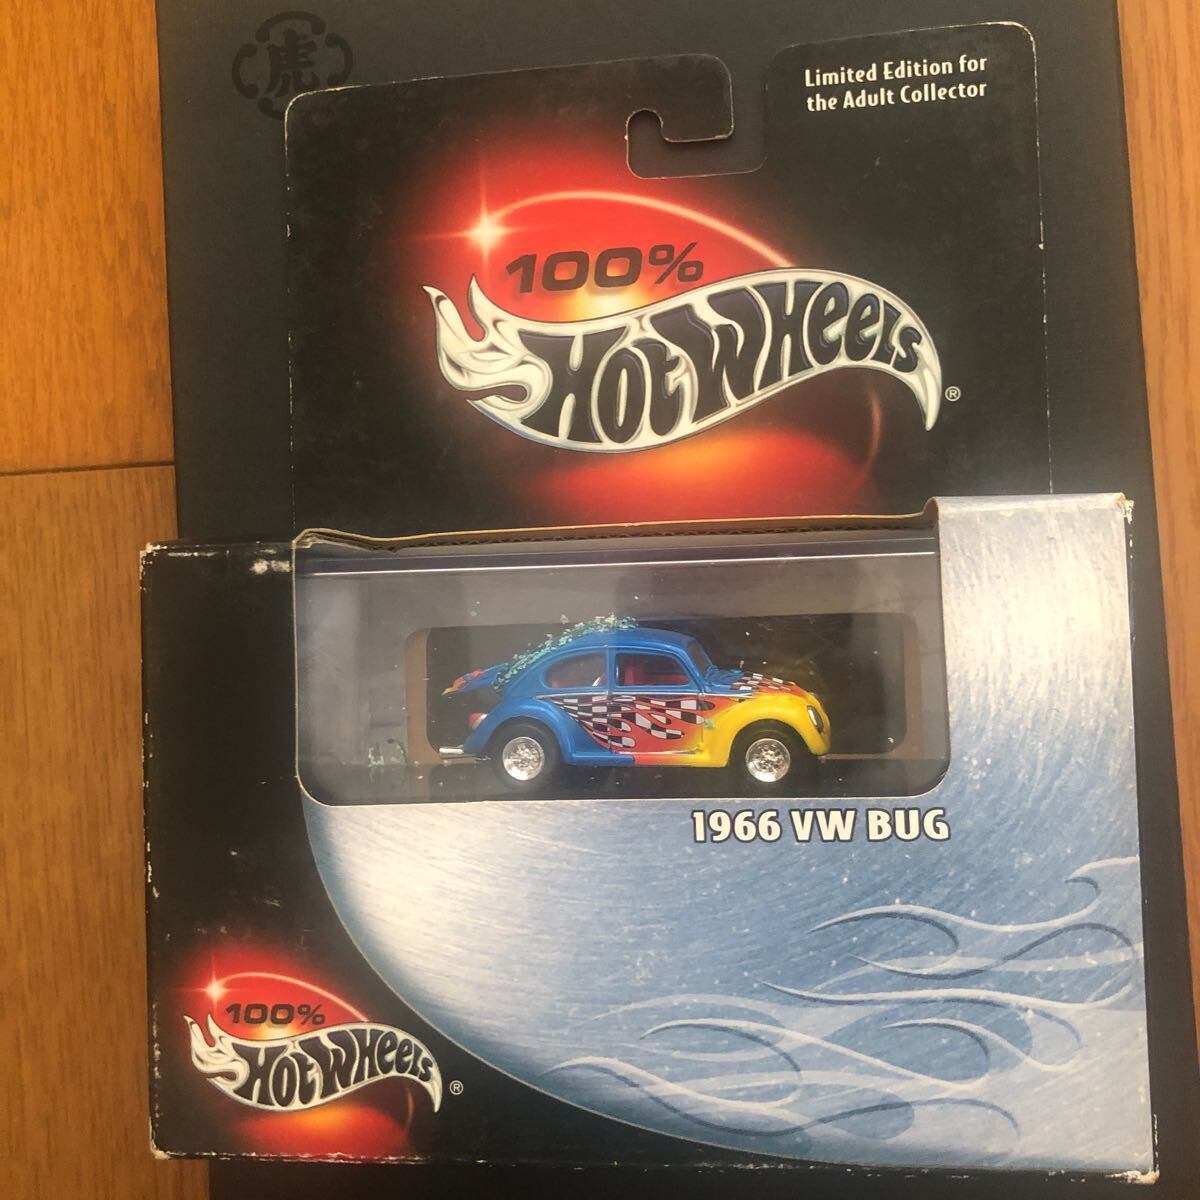 虎
Limited Edition for
the Adult Collector
100%
HOT WHEELS ®
1966 VW BUG
100%
HOT WHEELS ®